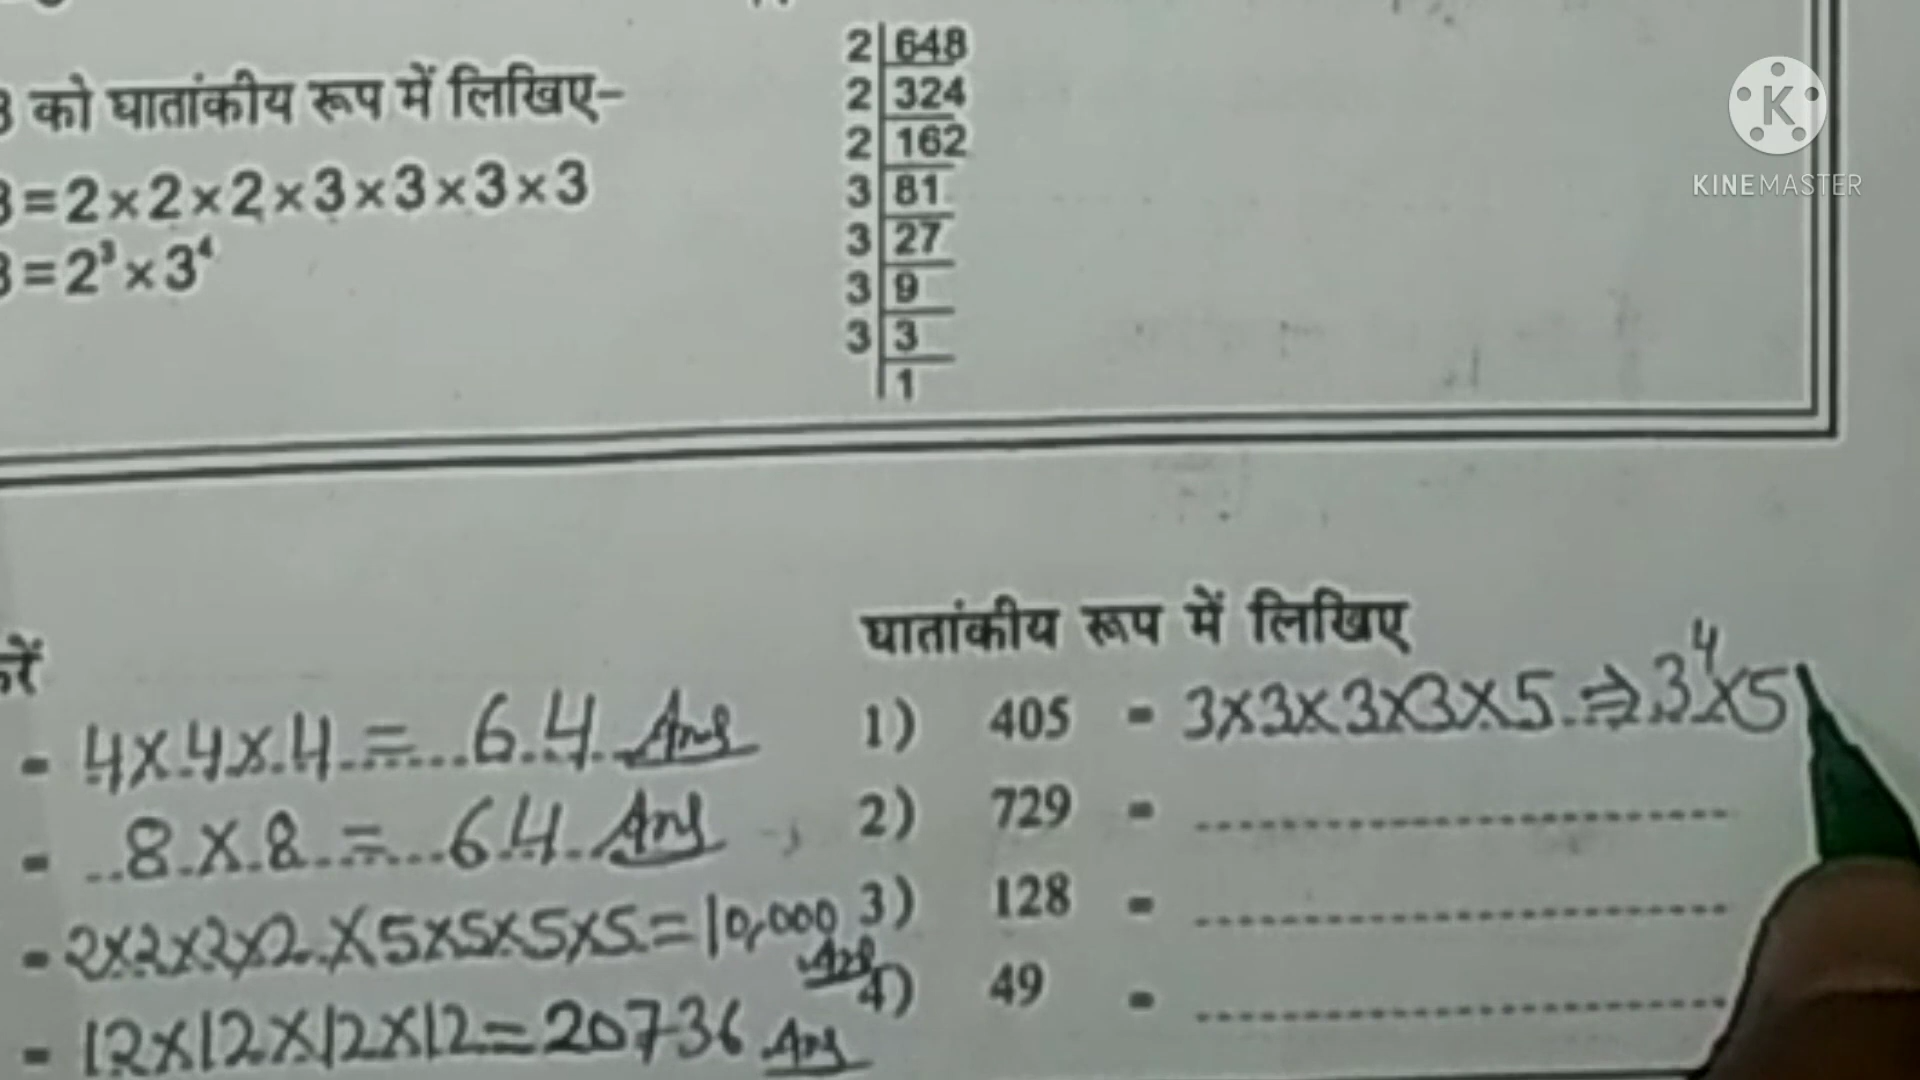 8 को घातांकीय रूप में लिखिए-
8=2×2×2×3×3×3×3
8=2³×3⁴
2 648
2 324
2 162
3 81
3 27
3 9
3 3
1
KINEMASTER
रें
- 4×4×4 = 64 Ans
- 8×8 = 64 Ans
- 2×2×2×2×5×5×5×5=10,000 Ans
- 12×12×12×12=20736 Ans
घातांकीय रूप में लिखिए
1) 405 - 3×3×3×3×5 ⇒ 3⁴×5
2) 729 -
3) 128 -
4) 49 -